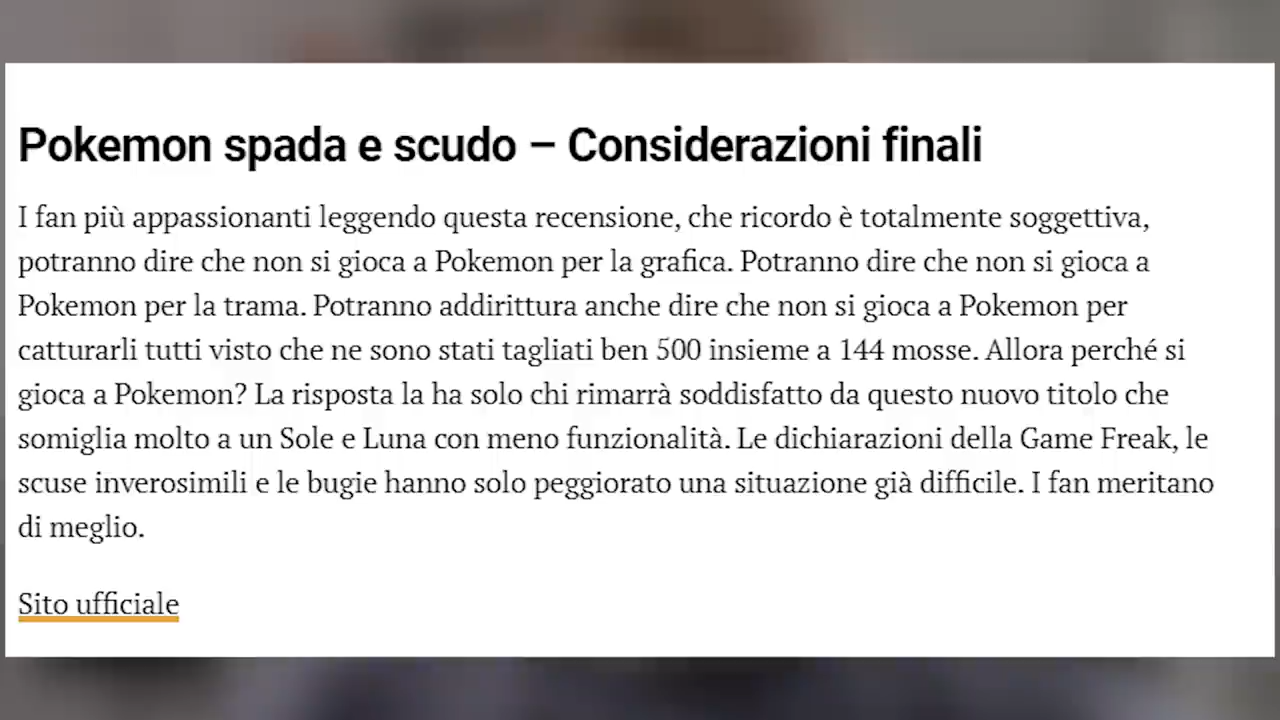 Pokemon spada e scudo – Considerazioni finali
I fan più appassionanti leggendo questa recensione, che ricordo è totalmente soggettiva,
potranno dire che non si gioca a Pokemon per la grafica. Potranno dire che non si gioca a
Pokemon per la trama. Potranno addirittura anche dire che non si gioca a Pokemon per
catturarli tutti visto che ne sono stati tagliati ben 500 insieme a 144 mosse. Allora perché si
gioca a Pokemon? La risposta la ha solo chi rimarrà soddisfatto da questo nuovo titolo che
somiglia molto a un Sole e Luna con meno funzionalità. Le dichiarazioni della Game Freak, le
scuse inverosimili e le bugie hanno solo peggiorato una situazione già difficile. I fan meritano
di meglio.
Sito ufficiale